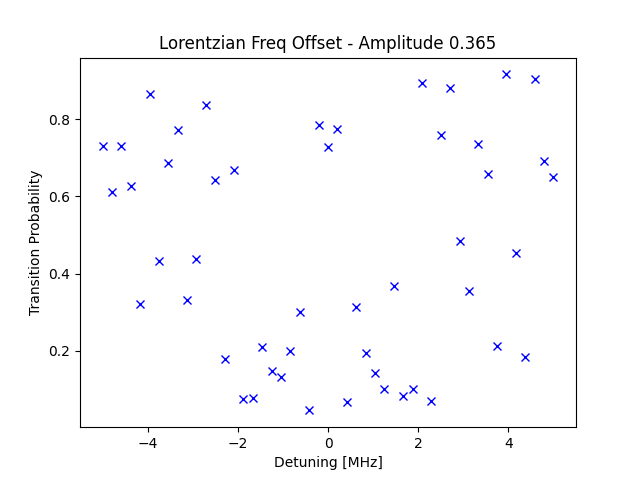 Lorentzian Freq Offset - Amplitude 0.365
Transition Probability
0.8
0.6
0.4
0.2
−4 −2 0 2 4
Detuning [MHz]